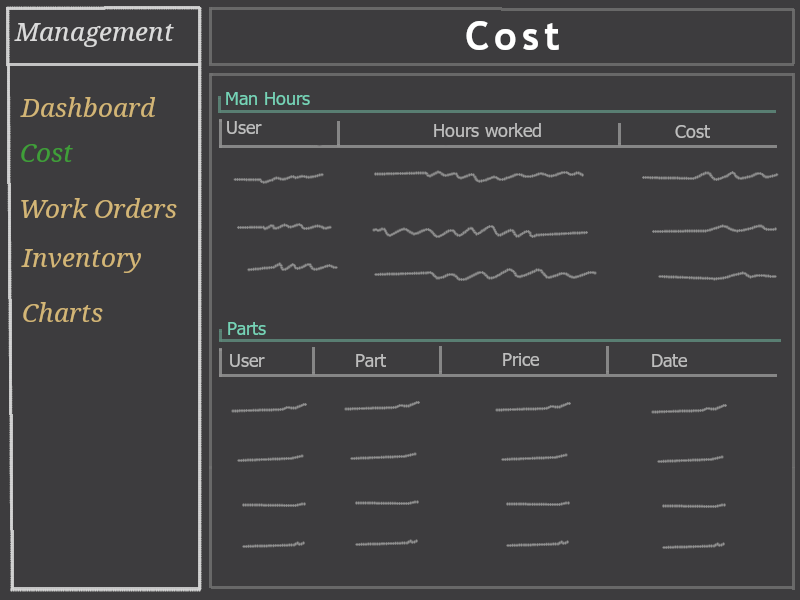 Management
Dashboard
Cost
Work Orders
Inventory
Charts
Cost
Man Hours
User Hours worked Cost
Parts
User Part Price Date